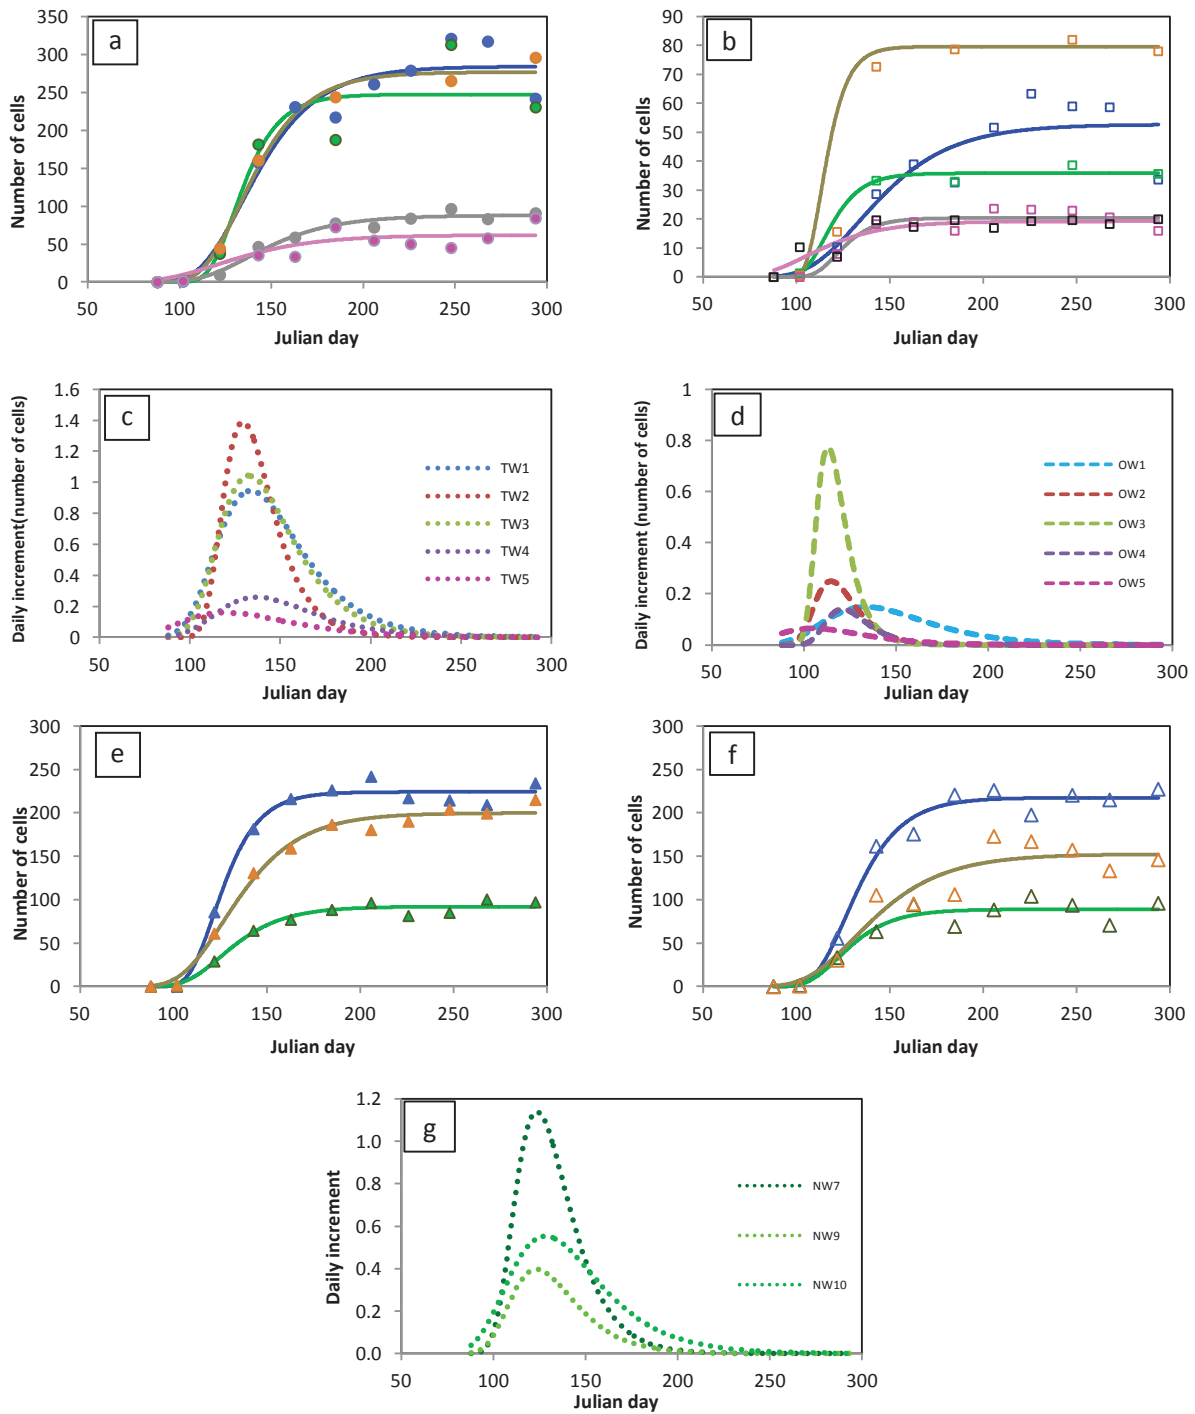 a
350
300
250
200
150
100
50
0
50 100 150 200 250 300
Number of cells
Julian day
b
90
80
70
60
50
40
30
20
10
0
50 100 150 200 250 300
Number of cells
Julian day
c
1.6
1.4
1.2
1
0.8
0.6
0.4
0.2
0
50 100 150 200 250 300
Daily increment(number of cells)
Julian day
TW1
TW2
TW3
TW4
TW5
d
1
0.8
0.6
0.4
0.2
0
50 100 150 200 250 300
Daily increment (number of cells)
Julian day
OW1
OW2
OW3
OW4
OW5
e
300
250
200
150
100
50
0
50 100 150 200 250 300
Number of cells
Julian day
f
300
250
200
150
100
50
0
50 100 150 200 250 300
Number of cells
Julian day
g
1.2
1.0
0.8
0.6
0.4
0.2
0.0
50 100 150 200 250 300
Daily increment
Julian day
NW7
NW9
NW10